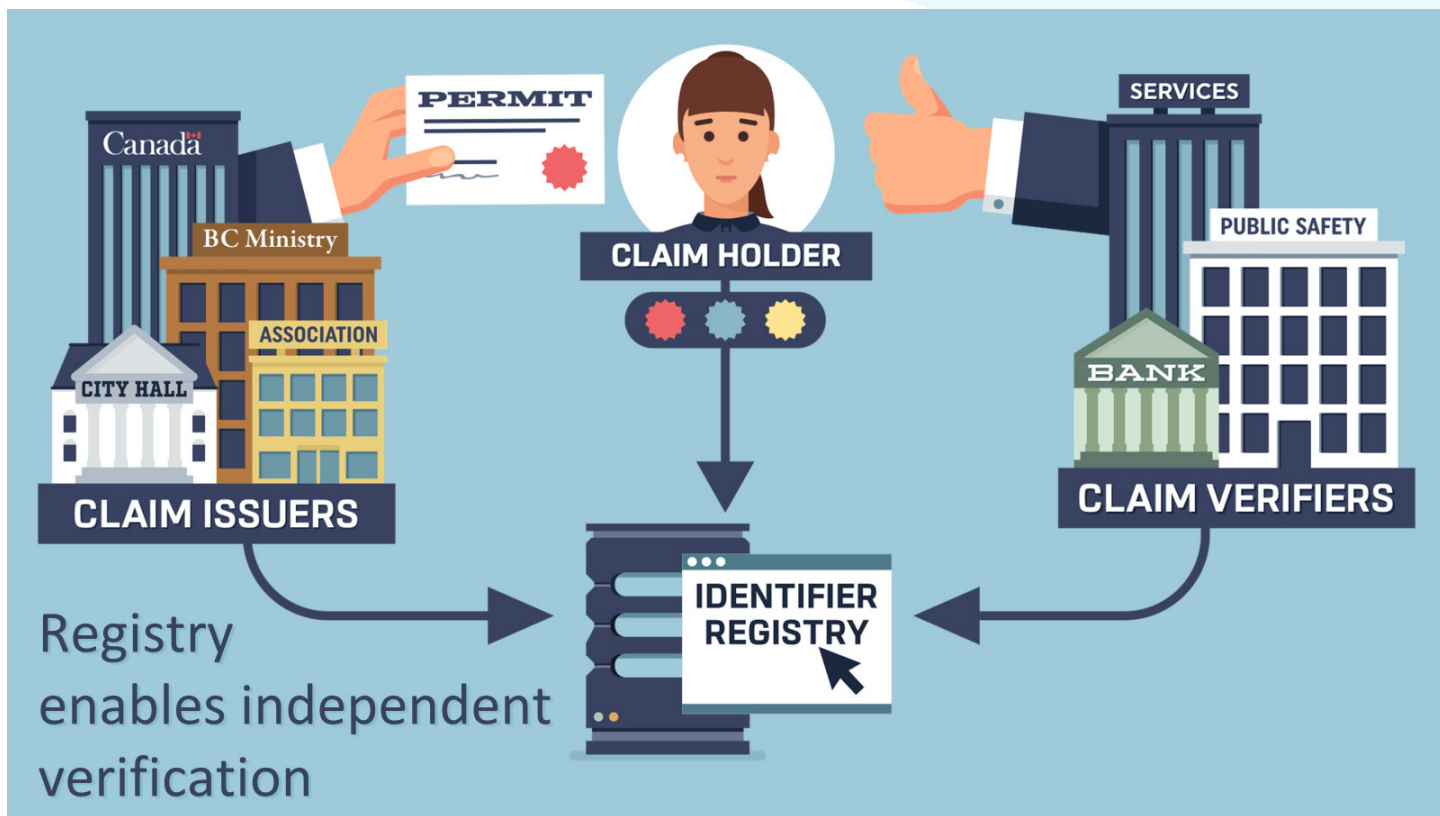 Canada
BC Ministry
ASSOCIATION
CITY HALL
CLAIM ISSUERS
PERMIT
CLAIM HOLDER
SERVICES
PUBLIC SAFETY
BANK
CLAIM VERIFIERS
IDENTIFIER
REGISTRY
Registry
enables independent
verification